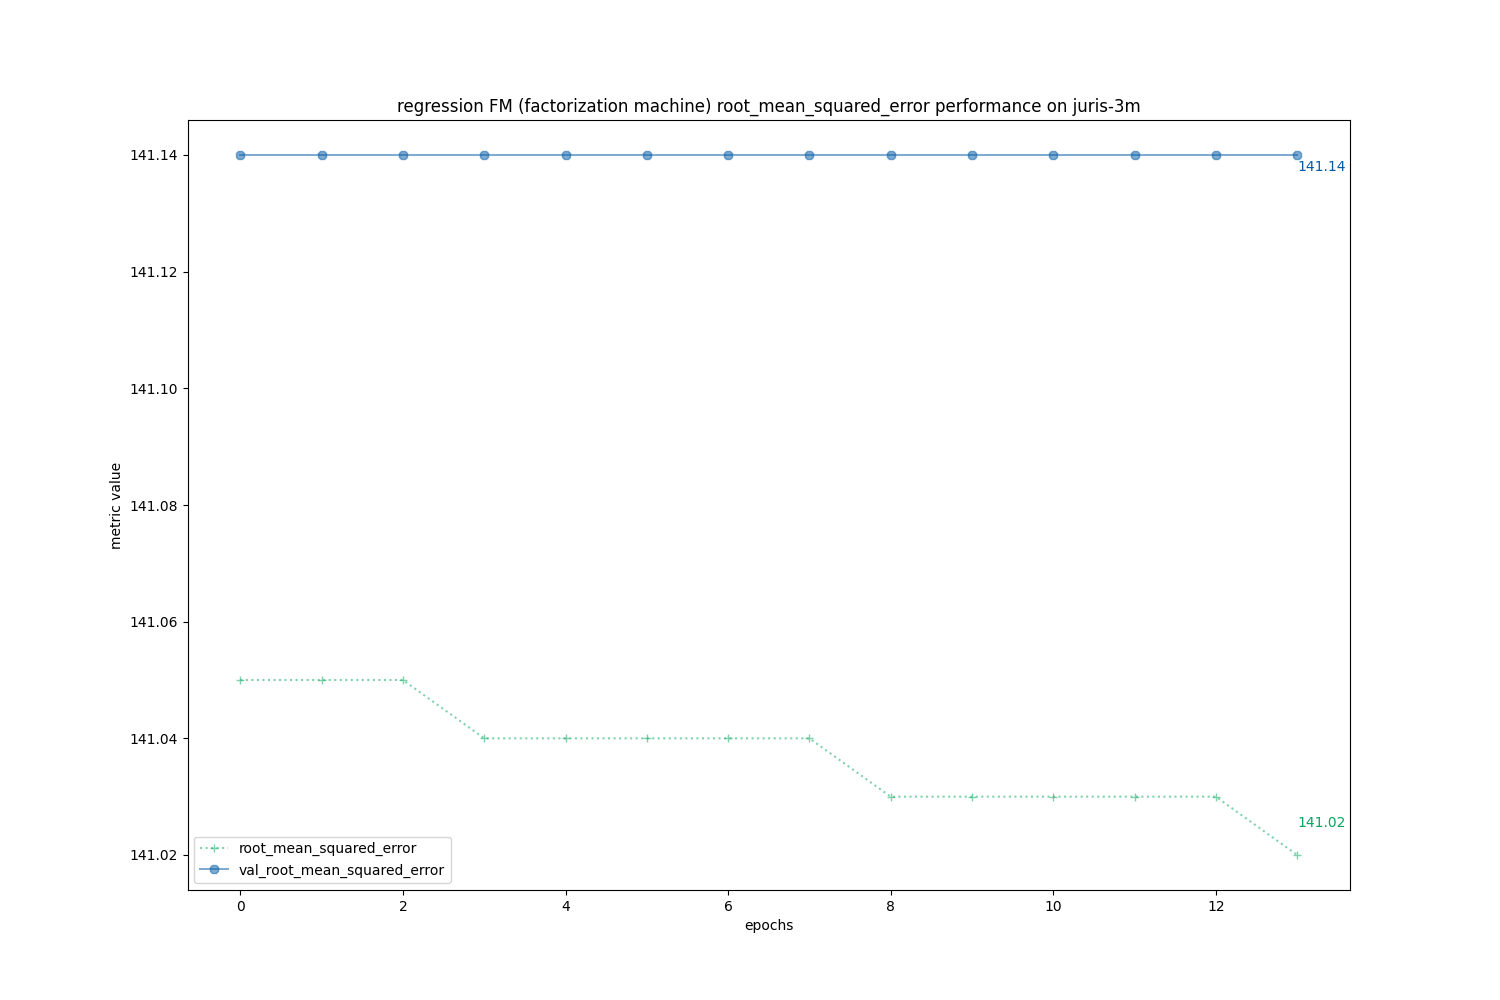 regression FM (factorization machine) root_mean_squared_error performance on juris-3m
metric value
141.14
141.12
141.10
141.08
141.06
141.04
141.02
141.14
141.02
root_mean_squared_error
val_root_mean_squared_error
0 2 4 6 8 10 12
epochs